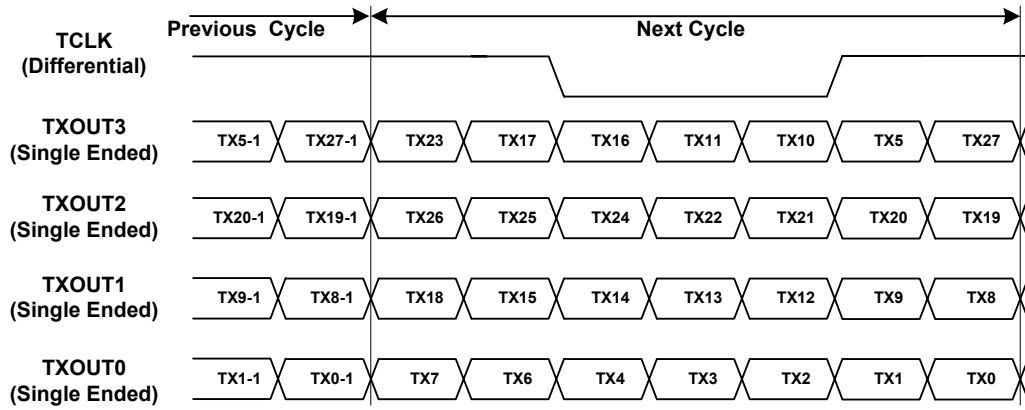 Previous Cycle
Next Cycle
TCLK
(Differential)
TXOUT3
(Single Ended)
TX5-1 TX27-1 TX23 TX17 TX16 TX11 TX10 TX5 TX27
TXOUT2
(Single Ended)
TX20-1 TX19-1 TX26 TX25 TX24 TX22 TX21 TX20 TX19
TXOUT1
(Single Ended)
TX9-1 TX8-1 TX18 TX15 TX14 TX13 TX12 TX9 TX8
TXOUT0
(Single Ended)
TX1-1 TX0-1 TX7 TX6 TX4 TX3 TX2 TX1 TX0